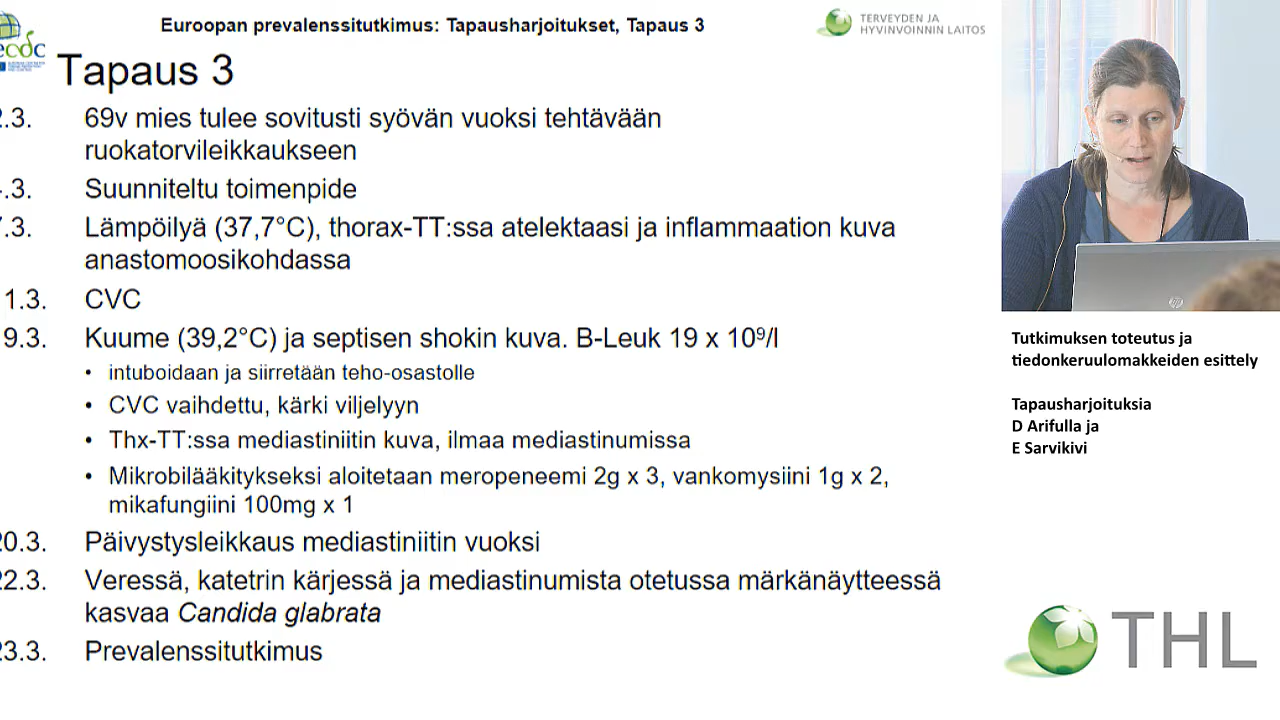 Euroopan prevalenssitutkimus: Tapausharjoitukset, Tapaus 3
TERVEYDEN JA
HYVINVOINNIN LAITOS
ecdc
Tapaus 3
2.3. 69v mies tulee sovitusti syövän vuoksi tehtävään
ruokatorvileikkaukseen
.3. Suunniteltu toimenpide
7.3. Lämpöilyä (37,7°C), thorax-TT:ssa atelektaasi ja inflammaation kuva
anastomoosikohdassa
1.3. CVC
9.3. Kuume (39,2°C) ja septisen shokin kuva. B-Leuk 19 x 10⁹/l
• intuboidaan ja siirretään teho-osastolle
• CVC vaihdettu, kärki viljelyyn
• Thx-TT:ssa mediastiniitin kuva, ilmaa mediastinumissa
• Mikrobilääkitykseksi aloitetaan meropeneemi 2g x 3, vankomysiini 1g x 2,
mikafungiini 100mg x 1
20.3. Päivystysleikkaus mediastiniitin vuoksi
22.3. Veressä, katetrin kärjessä ja mediastinumista otetussa märkänäytteessä
kasvaa Candida glabrata
23.3. Prevalenssitutkimus
hp
Tutkimuksen toteutus ja
tiedonkeruulomakkeiden esittely
Tapausharjoituksia
D Arifulla ja
E Sarvikivi
THL